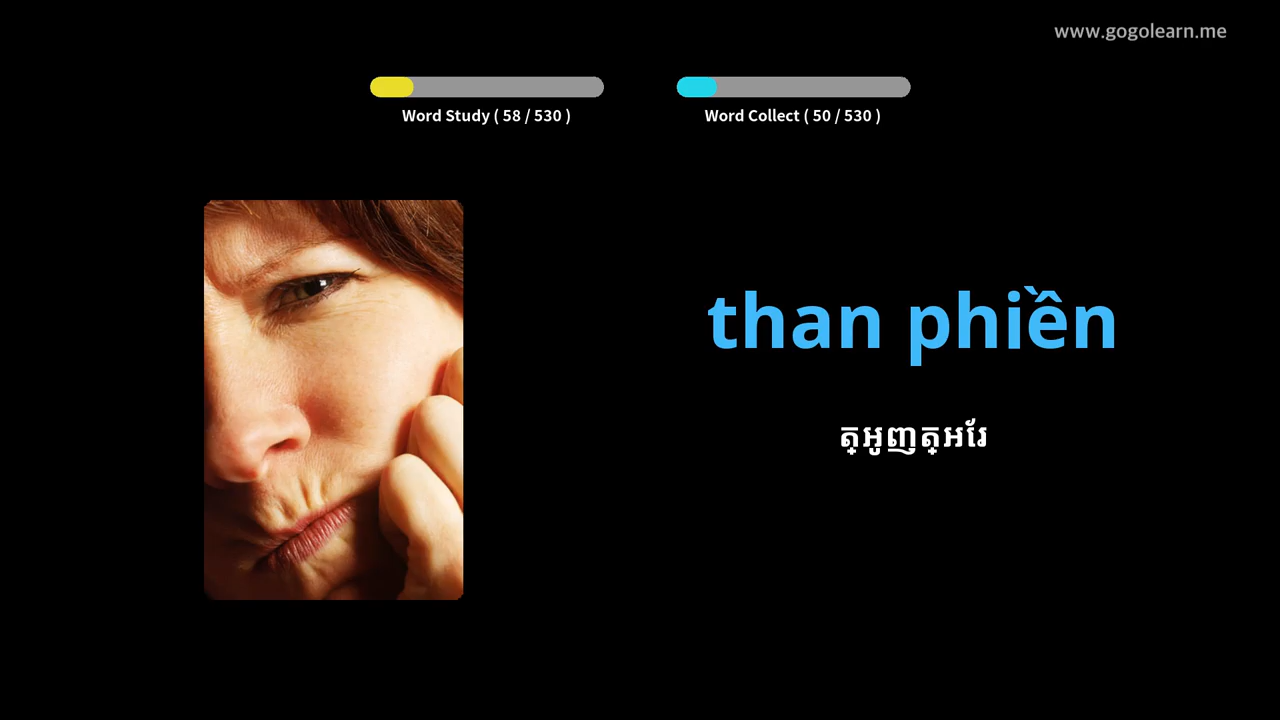 www.gogolearn.me
Word Study ( 58 / 530 )
Word Collect ( 50 / 530 )
than phiền
ត្អូញត្អែរ